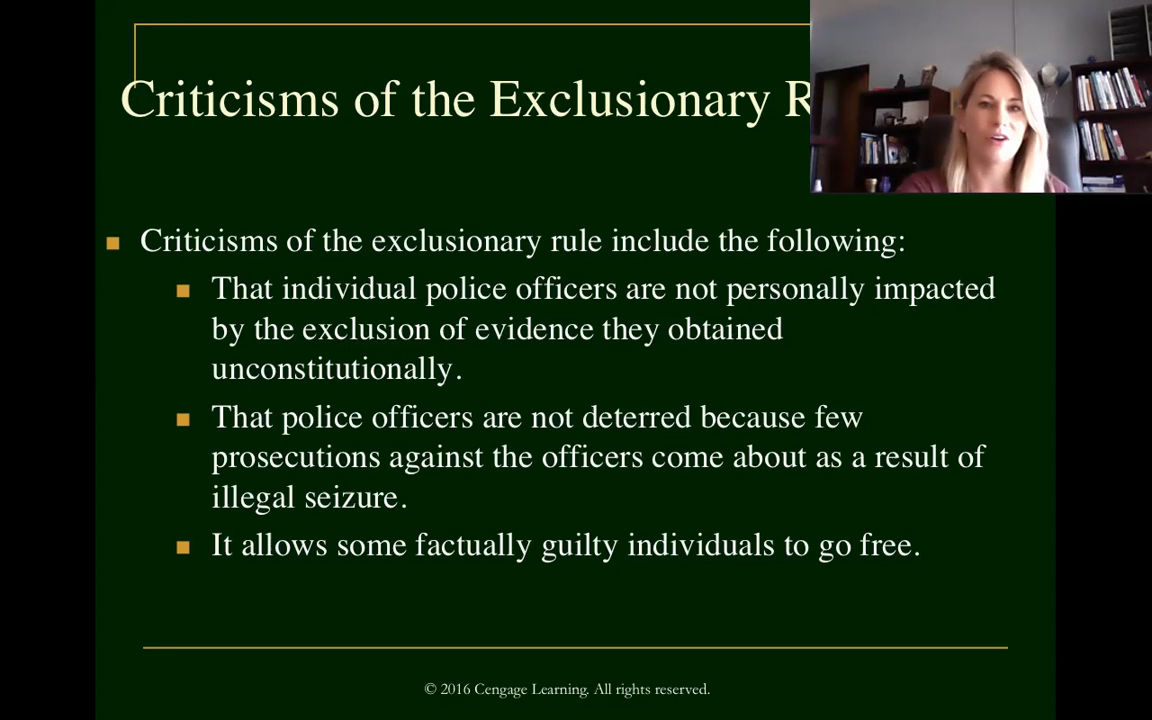 Criticisms of the Exclusionary R
Criticisms of the exclusionary rule include the following:
That individual police officers are not personally impacted
by the exclusion of evidence they obtained
unconstitutionally.
That police officers are not deterred because few
prosecutions against the officers come about as a result of
illegal seizure.
It allows some factually guilty individuals to go free.
© 2016 Cengage Learning. All rights reserved.